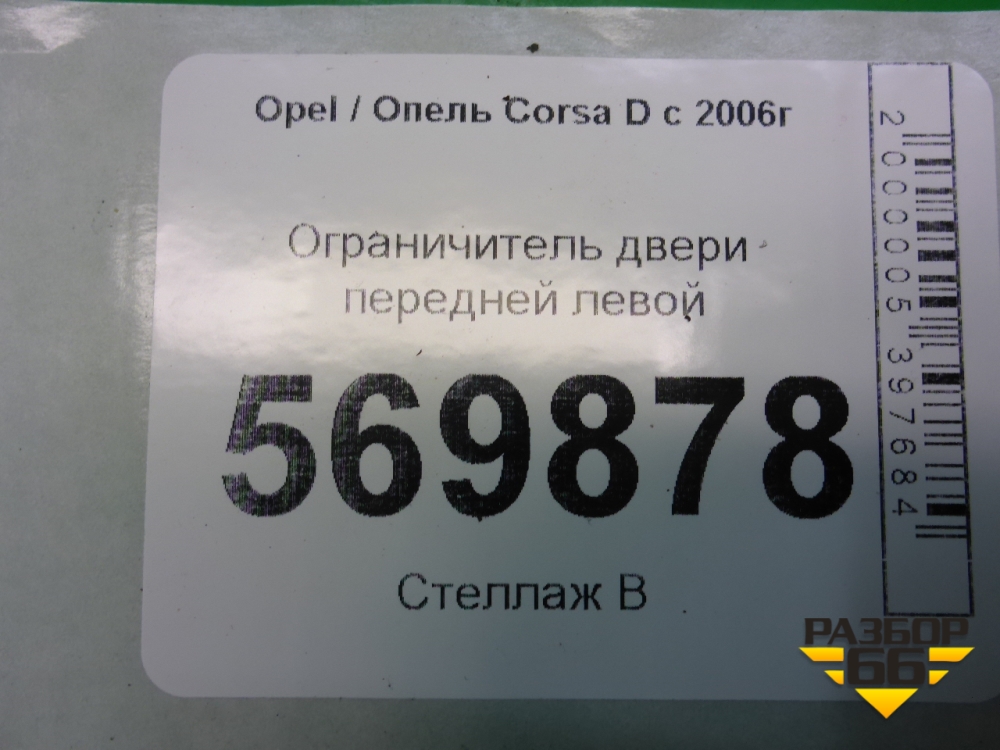 Opel / Опель Corsa D с 2006г
Ограничитель двери
передней левой
569878
Стеллаж В
2000005397684
РАЗБОР
66